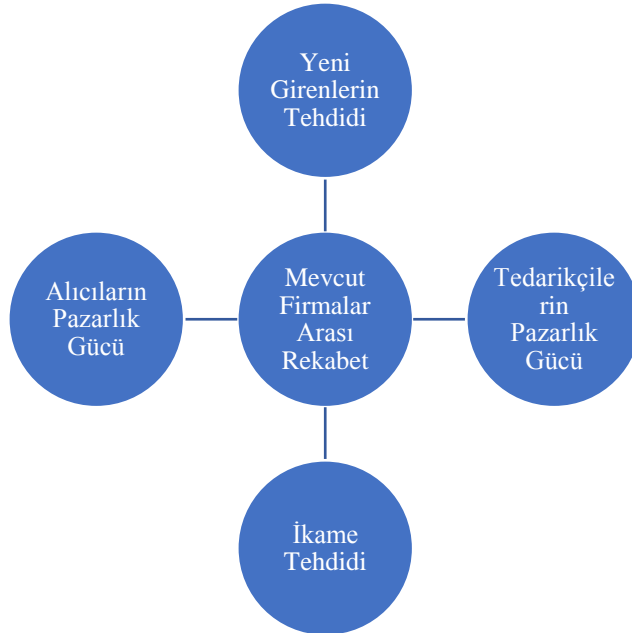 Yeni
Girenlerin
Tehdidi
Alıcıların
Pazarlık
Gücü
Mevcut
Firmalar
Arası
Rekabet
Tedarikçile
rin
Pazarlık
Gücü
İkame
Tehdidi